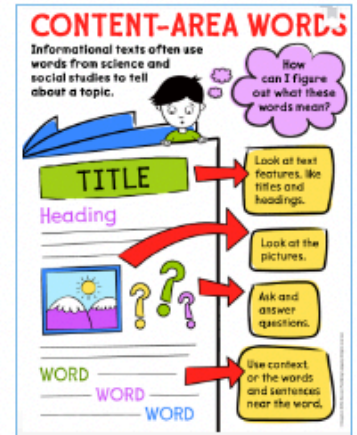 CONTENT-AREA WORDS
Informational texts often use
words from science and
social studies to tell
about a topic.
How
can I figure
out what these
words mean?
TITLE
Look at text
features, like
titles and
headings.
Heading
Look at the
pictures.
? ? ?
Ask and
answer
questions.
Use context,
or the words
and sentences
near the word.
WORD
WORD
WORD